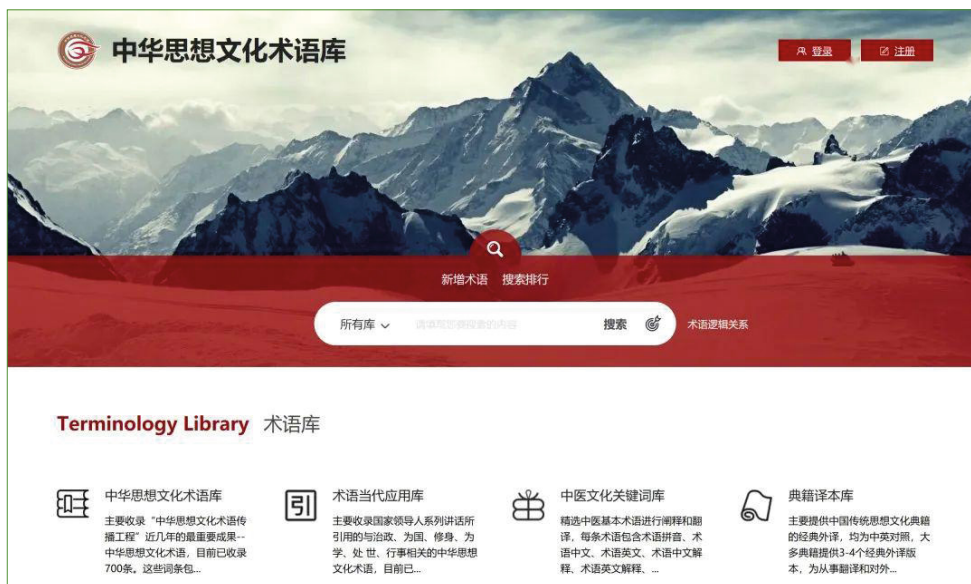 中华思想文化术语库
登录
注册
新增术语 搜索排行
所有库
请填写您要搜索的内容
搜索
术语逻辑关系
Terminology Library 术语库
中华思想文化术语库
主要收录“中华思想文化术语传
播工程”近几年的最重要成果--
中华思想文化术语，目前已收录
700条。这些词条包...
术语当代应用库
主要收录国家领导人系列讲话所
引用的与治政、为国、修身、为
学、处 世、行事相关的中华思想
文化术语，目前已...
中医文化关键词库
精选中医基本术语进行阐释和翻
译，每条术语包含术语拼音、术
语中文、术语英文、术语中文解
释、术语英文解释、...
典籍译本库
主要提供中国传统思想文化典籍
的经典外译，均为中英对照，大
多典籍提供3-4个经典外译版
本，为从事翻译和对外...